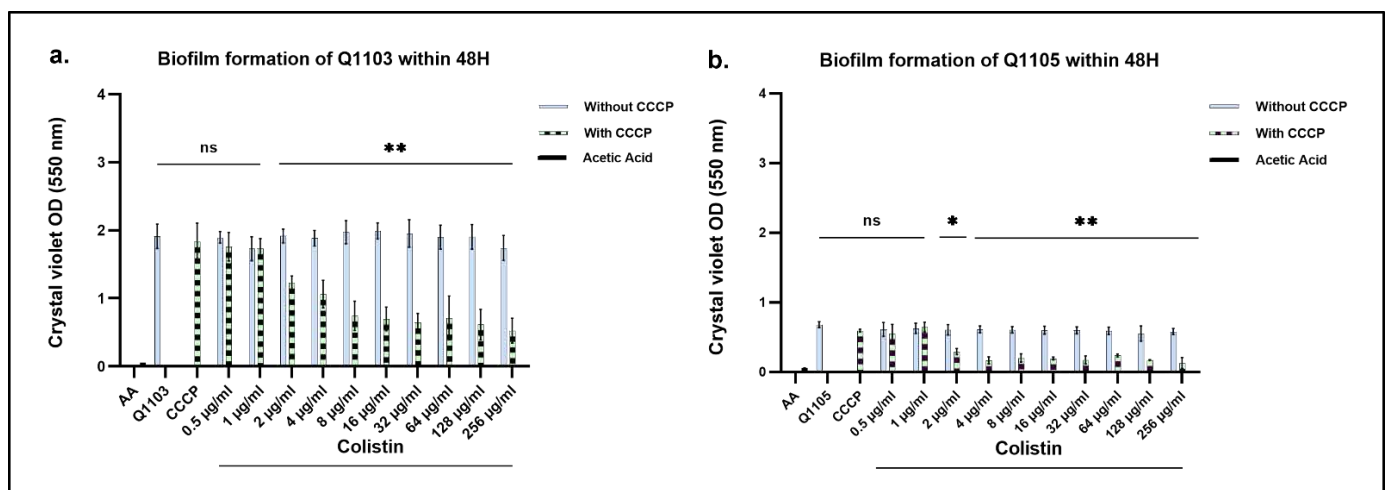 a.
Biofilm formation of Q1103 within 48H
Crystal violet OD (550 nm)
4
3
2
1
0
ns
**
Without CCCP
With CCCP
Acetic Acid
AA
Q1103
CCCP
0.5 µg/ml
1 µg/ml
2 µg/ml
4 µg/ml
8 µg/ml
16 µg/ml
32 µg/ml
64 µg/ml
128 µg/ml
256 µg/ml
Colistin
b.
Biofilm formation of Q1105 within 48H
Crystal violet OD (550 nm)
4
3
2
1
0
ns
*
**
Without CCCP
With CCCP
Acetic Acid
AA
Q1105
CCCP
0.5 µg/ml
1 µg/ml
2 µg/ml
4 µg/ml
8 µg/ml
16 µg/ml
32 µg/ml
64 µg/ml
128 µg/ml
256 µg/ml
Colistin